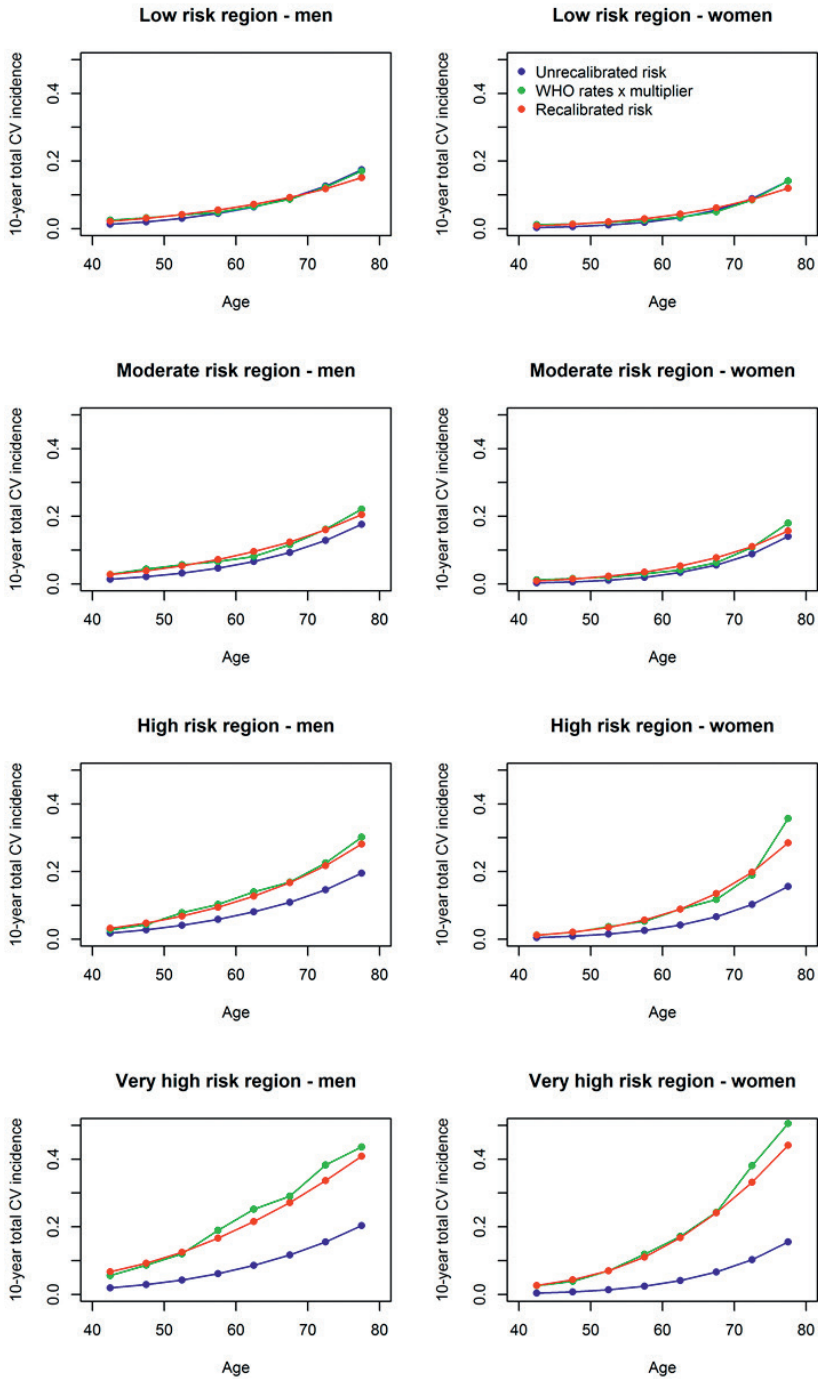 Low risk region - men
10-year total CV incidence
0.4
0.2
0.0
40 50 60 70 80
Age
Low risk region - women
Unrecalibrated risk
WHO rates x multiplier
Recalibrated risk
10-year total CV incidence
0.4
0.2
0.0
40 50 60 70 80
Age
Moderate risk region - men
10-year total CV incidence
0.4
0.2
0.0
40 50 60 70 80
Age
Moderate risk region - women
10-year total CV incidence
0.4
0.2
0.0
40 50 60 70 80
Age
High risk region - men
10-year total CV incidence
0.4
0.2
0.0
40 50 60 70 80
Age
High risk region - women
10-year total CV incidence
0.4
0.2
0.0
40 50 60 70 80
Age
Very high risk region - men
10-year total CV incidence
0.4
0.2
0.0
40 50 60 70 80
Age
Very high risk region - women
10-year total CV incidence
0.4
0.2
0.0
40 50 60 70 80
Age